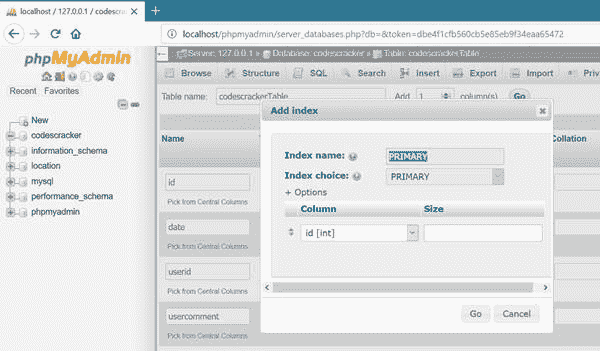 localhost / 127.0.0.1 / codescr
localhost/phpmyadmin/server_databases.php?db=&token=dbe4f1cfb560cb5e85eb9f34eaa65472
phpMyAdmin
Recent Favorites
New
codescracker
information_schema
location
mysql
performance_schema
phpmyadmin
Server: 127.0.0.1 » Database: codescracker » Table: codescrackerTable
Browse Structure SQL Search Insert Export Import Priv
Table name: codescrackerTable Add 1 column(s) Go
Name Collation
id
Pick from Central Columns
date
Pick from Central Columns
userid
Pick from Central Columns
usercomment
Pick from Central Columns
Add index
Index name: PRIMARY
Index choice: PRIMARY
+ Options
Column Size
id [int]
Go Cancel